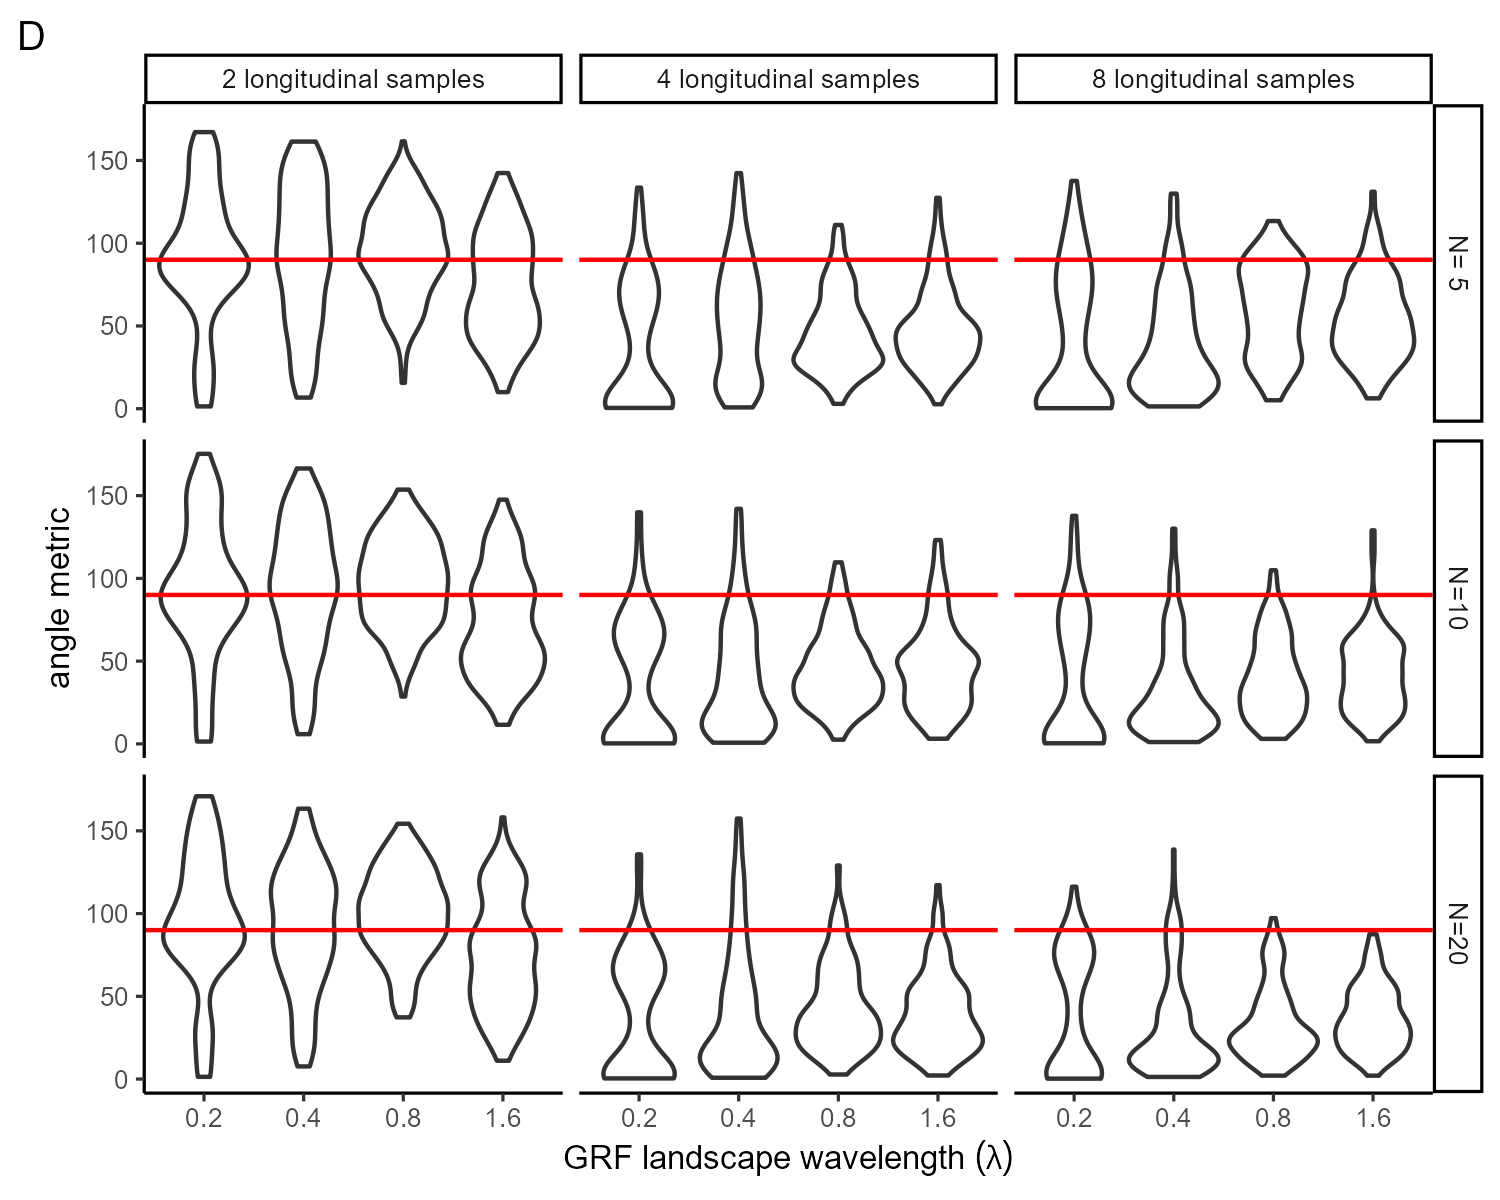 D
2 longitudinal samples
4 longitudinal samples
8 longitudinal samples
150
100
50
0
N= 5
150
100
50
0
N=10
150
100
50
0
N=20
angle metric
0.2 0.4 0.8 1.6
0.2 0.4 0.8 1.6
0.2 0.4 0.8 1.6
GRF landscape wavelength (λ)